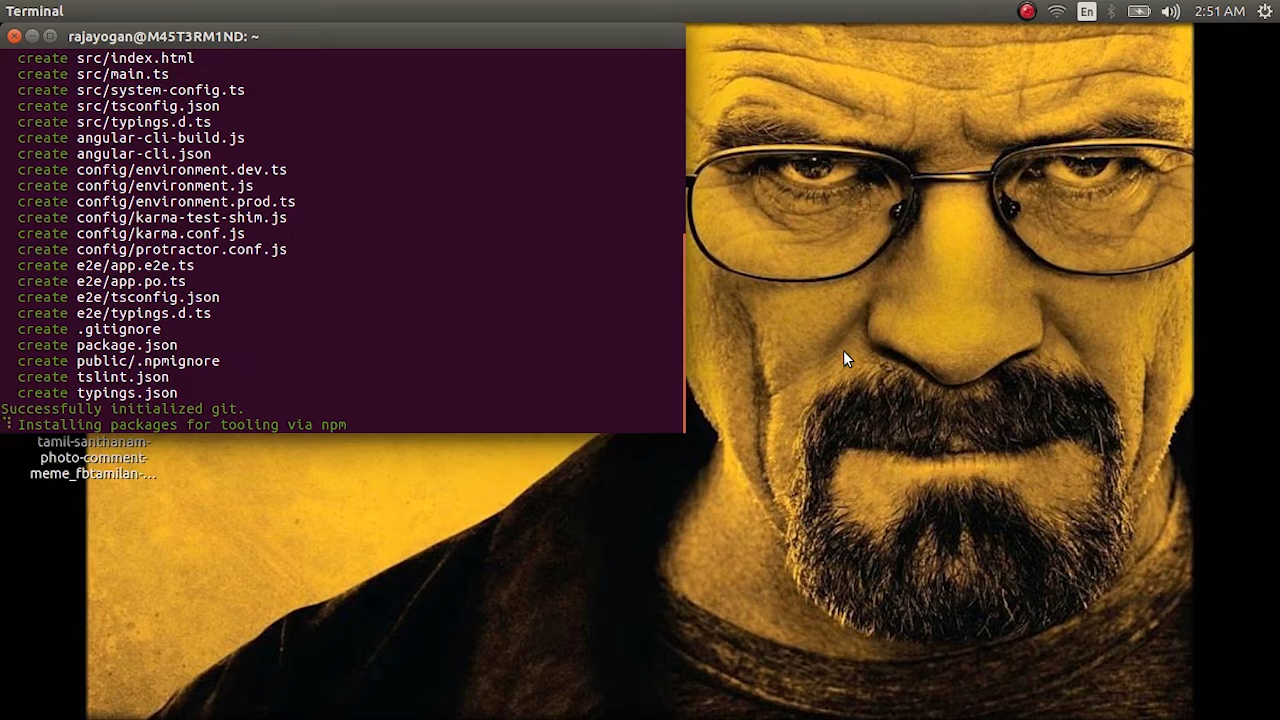 Terminal
En
2:51 AM
rajayogan@M45T3RM1ND: ~
create src/index.html
create src/main.ts
create src/system-config.ts
create src/tsconfig.json
create src/typings.d.ts
create angular-cli-build.js
create angular-cli.json
create config/environment.dev.ts
create config/environment.js
create config/environment.prod.ts
create config/karma-test-shim.js
create config/karma.conf.js
create config/protractor.conf.js
create e2e/app.e2e.ts
create e2e/app.po.ts
create e2e/tsconfig.json
create e2e/typings.d.ts
create .gitignore
create package.json
create public/.npmignore
create tslint.json
create typings.json
Successfully initialized git.
Installing packages for tooling via npm
tamil-santhanam-
photo-comment-
meme_fbtamilan-...